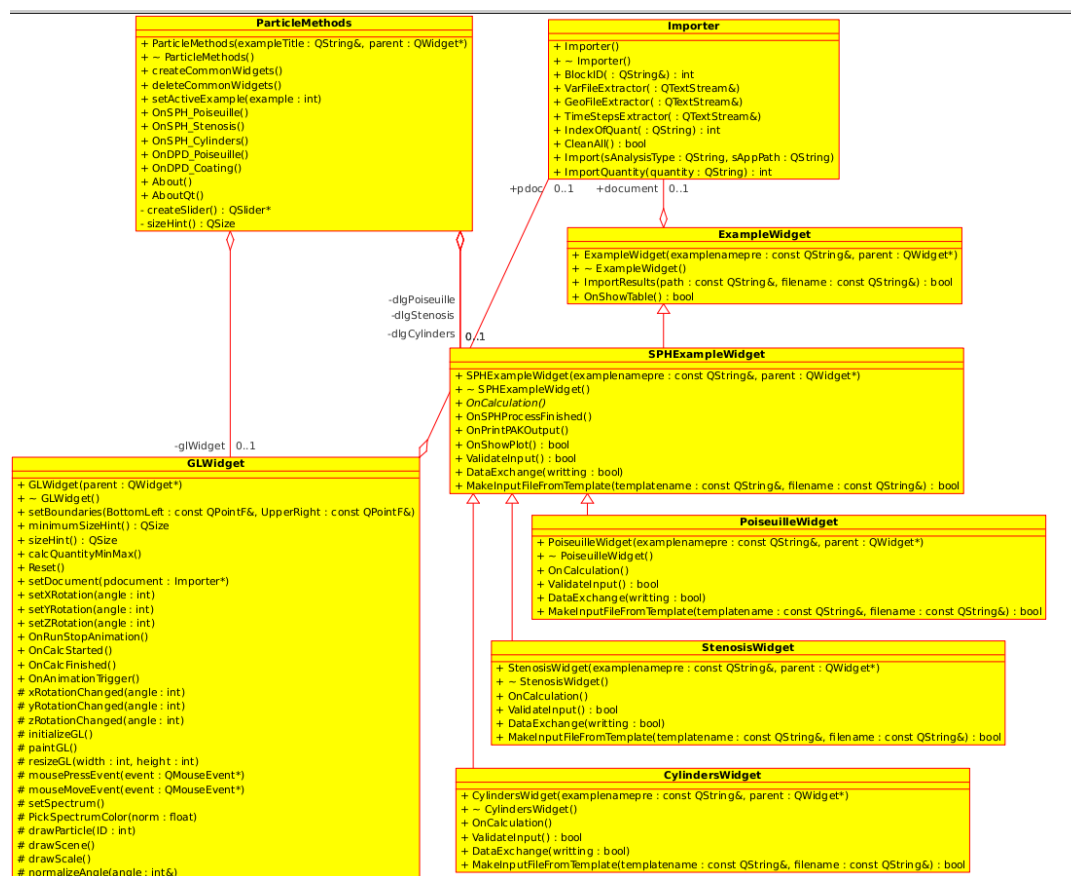 ParticleMethods
+ ParticleMethods(exampleTitle : QString&, parent : QWidget*)
+ ~ ParticleMethods()
+ createCommonWidgets()
+ deleteCommonWidgets()
+ setActiveExample(example : int)
+ OnSPH_Poiseuille()
+ OnSPH_Stenosis()
+ OnSPH_Cylinders()
+ OnDPD_Poiseuille()
+ OnDPD_Coating()
+ About()
+ AboutQt()
- createSlider() : QSlider*
- sizeHint() : QSize
Importer
+ Importer()
+ ~ Importer()
+ BlockID( : QString&) : int
+ VarFileExtractor( : QTextStream&)
+ GeoFileExtractor( : QTextStream&)
+ TimeStepsExtractor( : QTextStream&)
+ IndexOfQuant( : QString) : int
+ CleanAll() : bool
+ Import(sAnalysisType : QString, sAppPath : QString)
+ ImportQuantity(quantity : QString) : int
+pdoc 0..1
+document 0..1
ExampleWidget
+ ExampleWidget(examplenamepre : const QString&, parent : QWidget*)
+ ~ ExampleWidget()
+ ImportResults(path : const QString&, filename : const QString&) : bool
+ OnShowTable() : bool
-dlgPoiseuille
-dlgStenosis
-dlgCylinders
0..1
SPHExampleWidget
+ SPHExampleWidget(examplenamepre : const QString&, parent : QWidget*)
+ ~ SPHExampleWidget()
+ OnCalculation()
+ OnSPHProcessFinished()
+ OnPrintPAKOutput()
+ OnShowPlot() : bool
+ ValidateInput() : bool
+ DataExchange(writting : bool)
+ MakeInputFileFromTemplate(templatename : const QString&, filename : const QString&) : bool
-glWidget 0..1
GLWidget
+ GLWidget(parent : QWidget*)
+ ~ GLWidget()
+ setBoundaries(BottomLeft : const QPointF&, UpperRight : const QPointF&)
+ minimumSizeHint() : QSize
+ sizeHint() : QSize
+ calcQuantityMinMax()
+ Reset()
+ setDocument(pdocument : Importer*)
+ setXRotation(angle : int)
+ setYRotation(angle : int)
+ setZRotation(angle : int)
+ OnRunStopAnimation()
+ OnCalcStarted()
+ OnCalcFinished()
+ OnAnimationTrigger()
# xRotationChanged(angle : int)
# yRotationChanged(angle : int)
# zRotationChanged(angle : int)
# initializeGL()
# paintGL()
# resizeGL(width : int, height : int)
# mousePressEvent(event : QMouseEvent*)
# mouseMoveEvent(event : QMouseEvent*)
# setSpectrum()
# PickSpectrumColor(norm : float)
# drawParticle(ID : int)
# drawScene()
# drawScale()
# normalizeAngle(angle : int&)
PoiseuilleWidget
+ PoiseuilleWidget(examplenamepre : const QString&, parent : QWidget*)
+ ~ PoiseuilleWidget()
+ OnCalculation()
+ ValidateInput() : bool
+ DataExchange(writting : bool)
+ MakeInputFileFromTemplate(templatename : const QString&, filename : const QString&) : bool
StenosisWidget
+ StenosisWidget(examplenamepre : const QString&, parent : QWidget*)
+ ~ StenosisWidget()
+ OnCalculation()
+ ValidateInput() : bool
+ DataExchange(writting : bool)
+ MakeInputFileFromTemplate(templatename : const QString&, filename : const QString&) : bool
CylindersWidget
+ CylindersWidget(examplenamepre : const QString&, parent : QWidget*)
+ ~ CylindersWidget()
+ OnCalculation()
+ ValidateInput() : bool
+ DataExchange(writting : bool)
+ MakeInputFileFromTemplate(templatename : const QString&, filename : const QString&) : bool